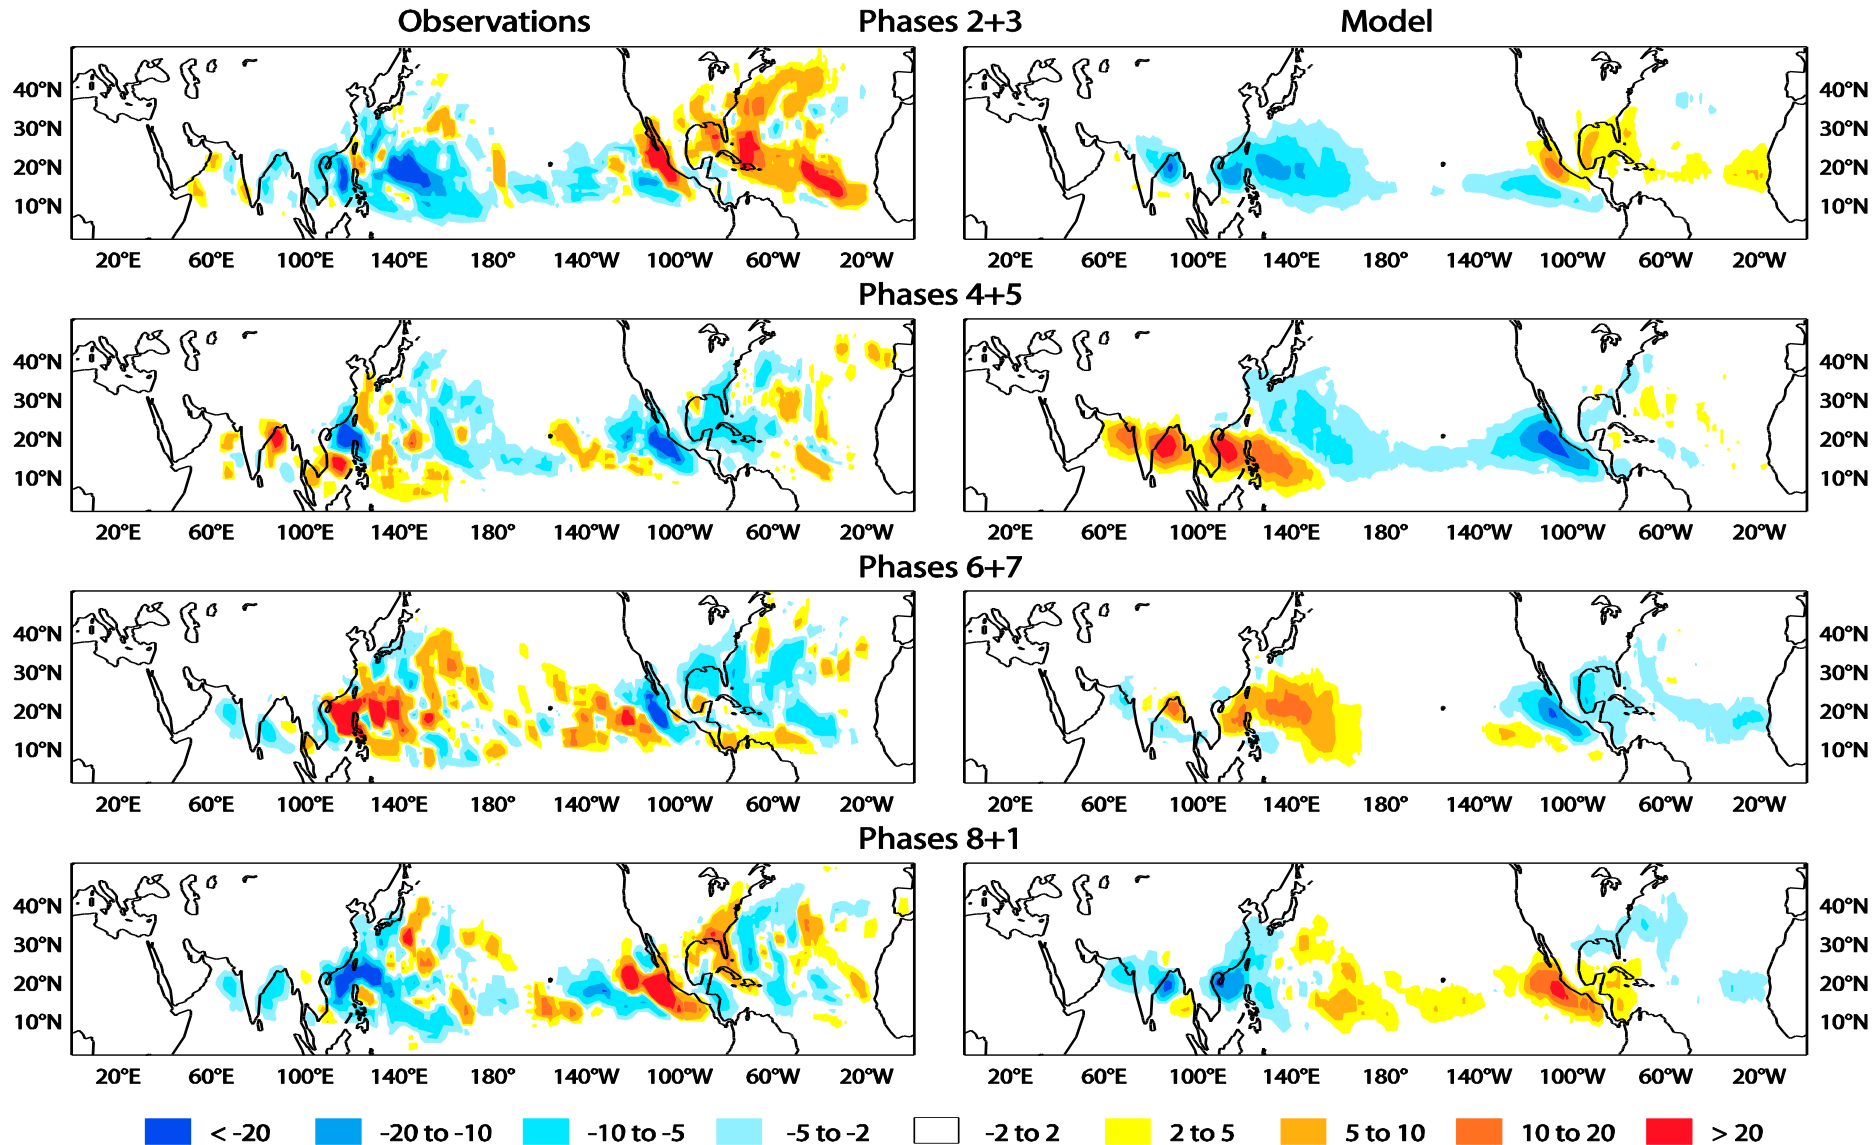 Observations Phases 2+3 Model
40°N 40°N
30°N 30°N
20°N 20°N
10°N 10°N
20°E 60°E 100°E 140°E 180° 140°W 100°W 60°W 20°W 20°E 60°E 100°E 140°E 180° 140°W 100°W 60°W 20°W
Phases 4+5
40°N 40°N
30°N 30°N
20°N 20°N
10°N 10°N
20°E 60°E 100°E 140°E 180° 140°W 100°W 60°W 20°W 20°E 60°E 100°E 140°E 180° 140°W 100°W 60°W 20°W
Phases 6+7
40°N 40°N
30°N 30°N
20°N 20°N
10°N 10°N
20°E 60°E 100°E 140°E 180° 140°W 100°W 60°W 20°W 20°E 60°E 100°E 140°E 180° 140°W 100°W 60°W 20°W
Phases 8+1
40°N 40°N
30°N 30°N
20°N 20°N
10°N 10°N
20°E 60°E 100°E 140°E 180° 140°W 100°W 60°W 20°W 20°E 60°E 100°E 140°E 180° 140°W 100°W 60°W 20°W
< -20 -20 to -10 -10 to -5 -5 to -2 -2 to 2 2 to 5 5 to 10 10 to 20 > 20